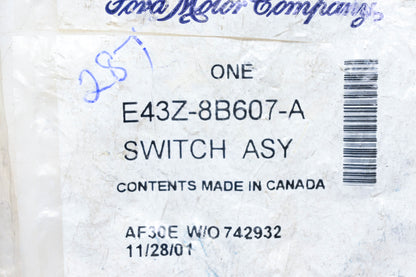 Ford Motor Company,
287
ONE
E43Z-8B607-A
SWITCH ASY
CONTENTS MADE IN CANADA
AF30E W/O 742932
11/28/01